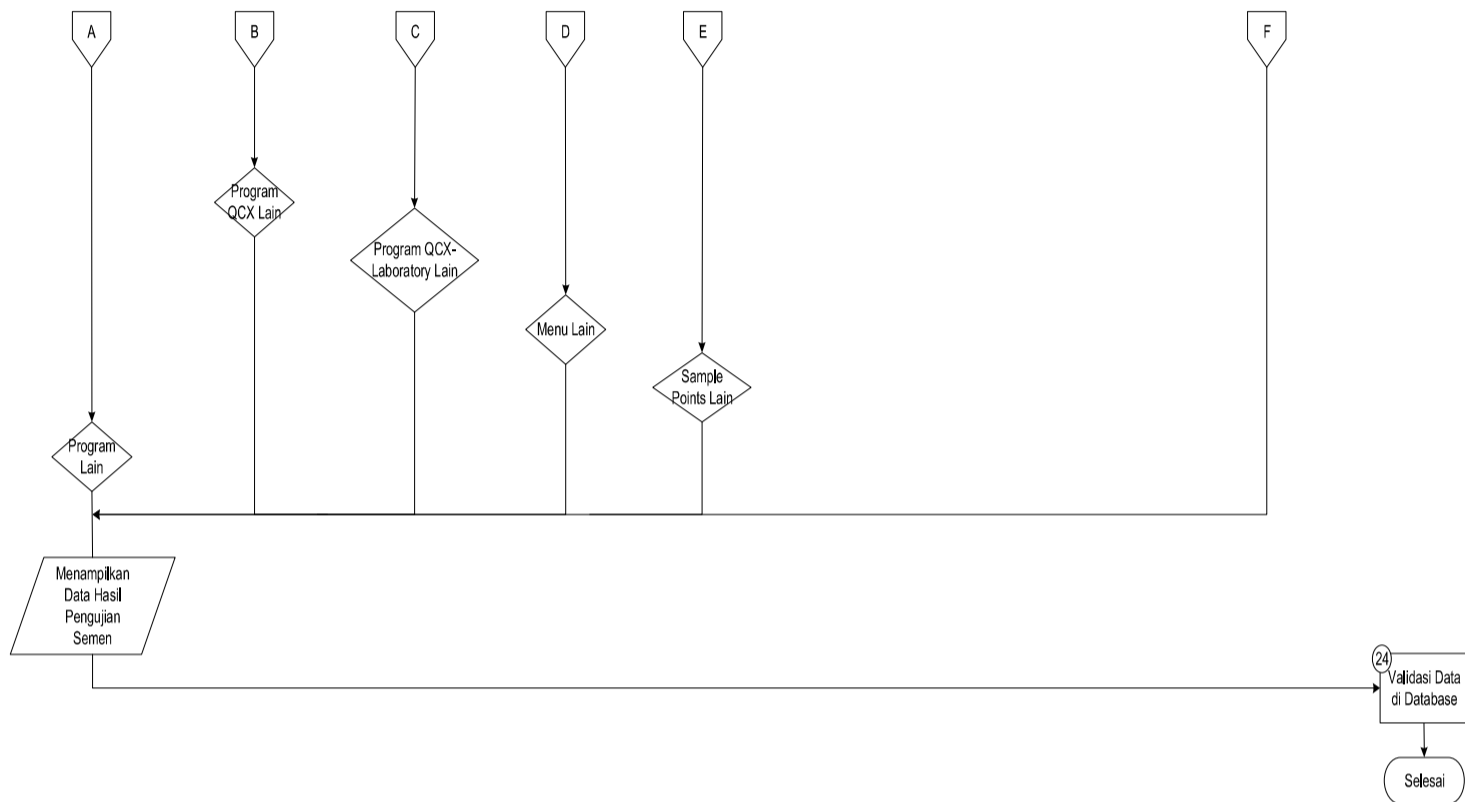 A
B
C
D
E
F
Program
QCX Lain
Program QCX-
Laboratory Lain
Menu Lain
Sample
Points Lain
Program
Lain
Menampilkan
Data Hasil
Pengujian
Semen
24
Validasi Data
di Database
Selesai